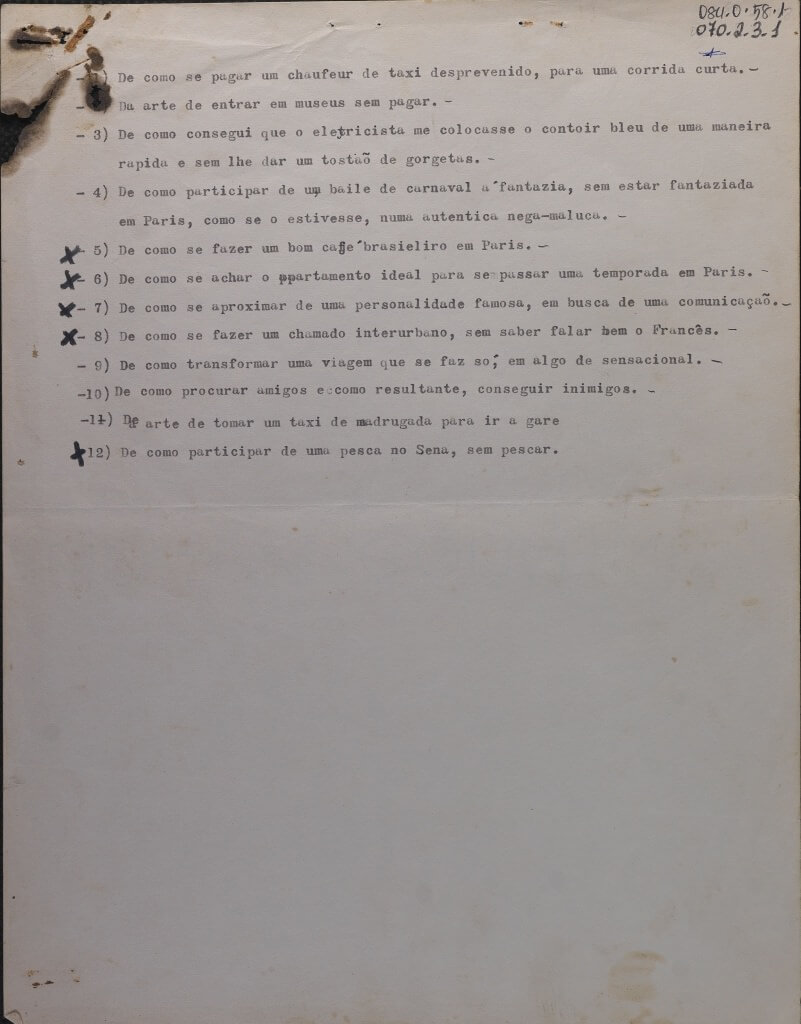 084.0.58.1
070.2.3.1
- ) De como se pagar um chaufeur de taxi desprevenido, para uma corrida curta. -
- ) Da arte de entrar em museus sem pagar. -
- 3) De como consegui que o eletricista me colocasse o contoir bleu de uma maneira
rapida e sem lhe dar um tostaõ de gorgetas. -
- 4) De como participar de um baile de carnaval a´fantazia, sem estar fantaziada
em Paris, como se o estivesse, numa autentica nega-maluca. -
X - 5) De como se fazer um bom cafe´brasieliro em Paris. -
X - 6) De como se achar o appartamento ideal para se passar uma temporada em Paris. -
X - 7) De como se aproximar de uma personalidade famosa, em busca de uma comunicaçaõ. -
X - 8) De como se fazer um chamado interurbano, sem saber falar bem o Francês. -
- 9) De como transformar uma viagem que se faz so´, em algo de sensacional. -
-10) De como procurar amigos e como resultante, conseguir inimigos. -
-11) De arte de tomar um taxi de madrugada para ir a gare
X 12) De como participar de uma pesca no Sena, sem pescar.